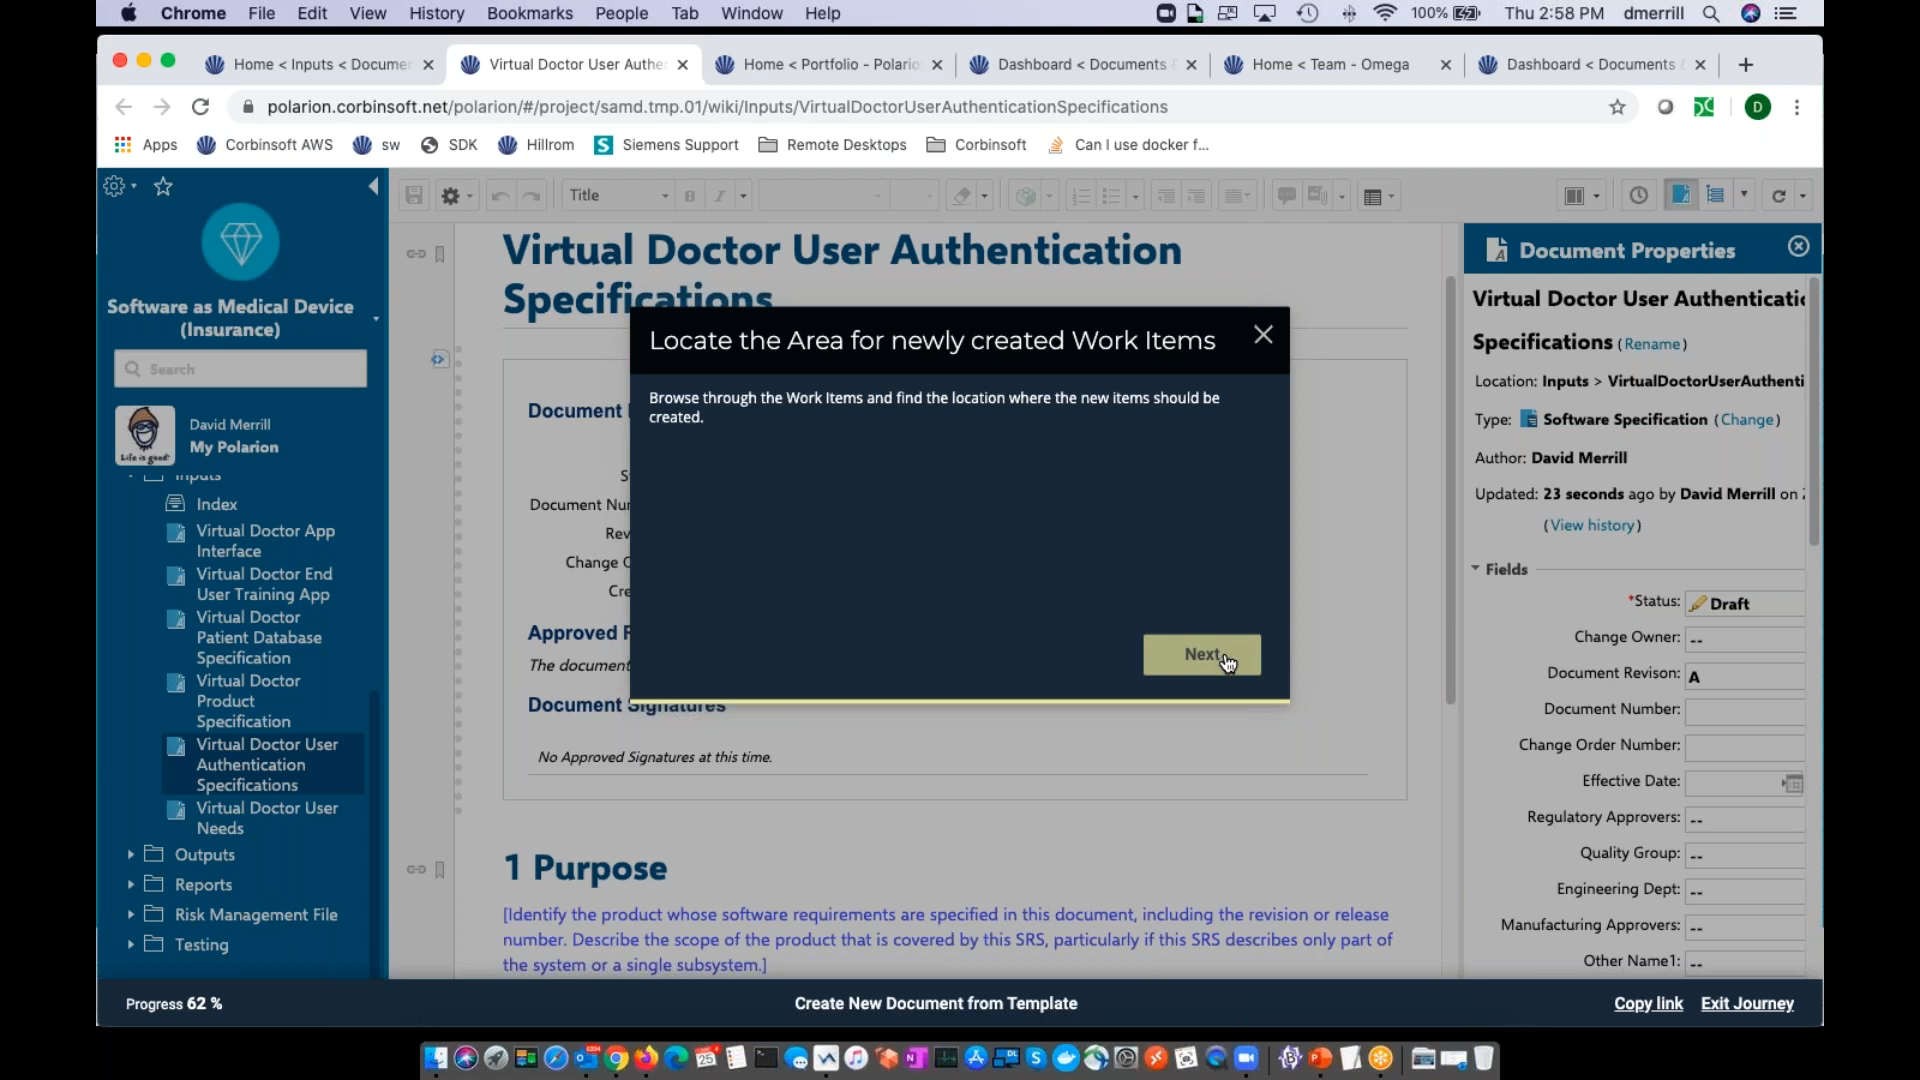 Chrome File Edit View History Bookmarks People Tab Window Help 100% Thu 2:58 PM dmerrill
Home < Inputs < Documen
Virtual Doctor User Authen
Home < Portfolio - Polario
Dashboard < Documents &
Home < Team - Omega
Dashboard < Documents &
polarion.corbinsoft.net/polarion/#/project/samd.tmp.01/wiki/Inputs/VirtualDoctorUserAuthenticationSpecifications
D
Apps Corbinsoft AWS sw SDK Hillrom Siemens Support Remote Desktops Corbinsoft Can I use docker f...
Software as Medical Device
(Insurance)
Search
David Merrill
My Polarion
Life is good
Inputs
Index
Virtual Doctor App
Interface
Virtual Doctor End
User Training App
Virtual Doctor
Patient Database
Specification
Virtual Doctor
Product
Specification
Virtual Doctor User
Authentication
Specifications
Virtual Doctor User
Needs
Outputs
Reports
Risk Management File
Testing
Title
Virtual Doctor User Authentication
Specifications
Document
Document Num
Rev
Change O
Cre
Approved R
The document
Document Signatures
No Approved Signatures at this time.
1 Purpose
[Identify the product whose software requirements are specified in this document, including the revision or release
number. Describe the scope of the product that is covered by this SRS, particularly if this SRS describes only part of
the system or a single subsystem.]
Locate the Area for newly created Work Items
Browse through the Work Items and find the location where the new items should be
created.
Next
Document Properties
Virtual Doctor User Authenticatic
Specifications (Rename)
Location: Inputs > VirtualDoctorUserAuthenti
Type: Software Specification (Change)
Author: David Merrill
Updated: 23 seconds ago by David Merrill on
(View history)
Fields
*Status: Draft
Change Owner: --
Document Revison: A
Document Number:
Change Order Number:
Effective Date:
Regulatory Approvers: --
Quality Group: --
Engineering Dept: --
Manufacturing Approvers: --
Other Name1: --
Progress 62 %
Create New Document from Template
Copy link Exit Journey